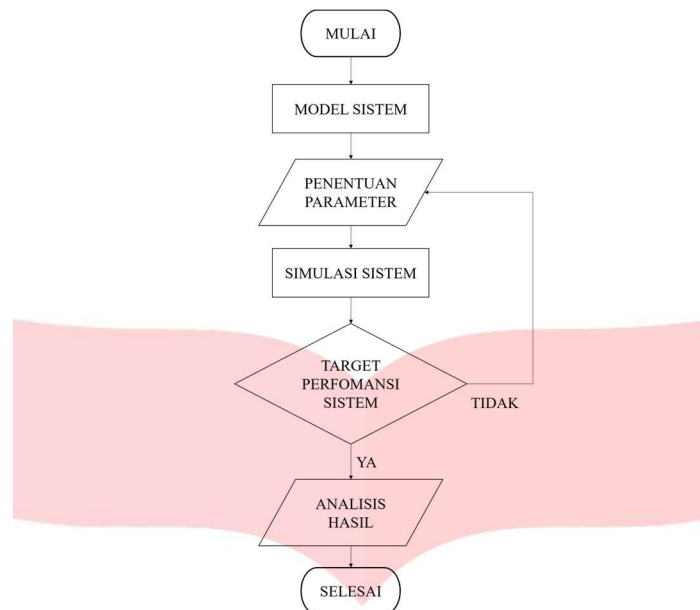 MULAI
MODEL SISTEM
PENENTUAN
PARAMETER
SIMULASI SISTEM
TARGET
PERFOMANSI
SISTEM
TIDAK
YA
ANALISIS
HASIL
SELESAI